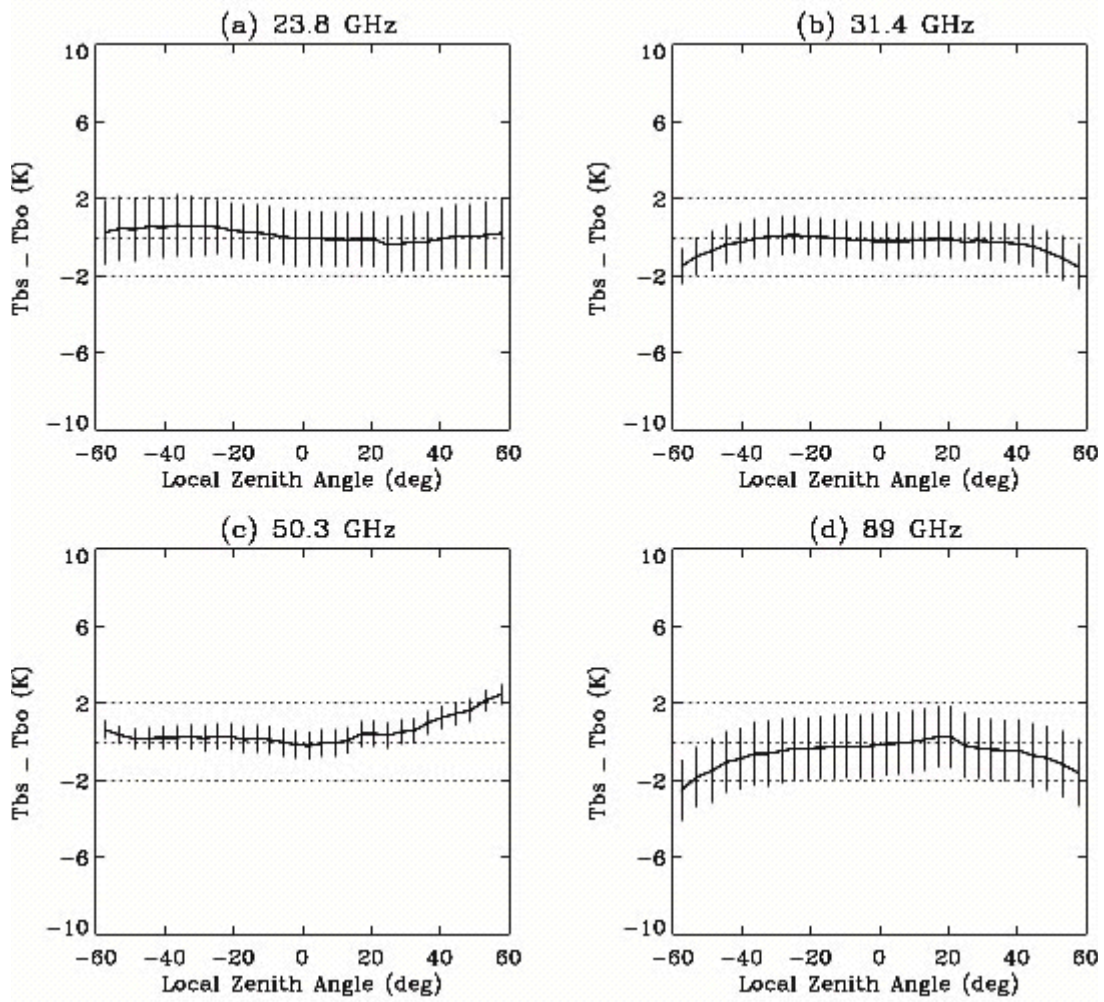 (a) 23.8 GHz
10
6
2
-2
-6
-10
Tbs - Tbo (K)
-60 -40 -20 0 20 40 60
Local Zenith Angle (deg)
(b) 31.4 GHz
10
6
2
-2
-6
-10
Tbs - Tbo (K)
-60 -40 -20 0 20 40 60
Local Zenith Angle (deg)
(c) 50.3 GHz
10
6
2
-2
-6
-10
Tbs - Tbo (K)
-60 -40 -20 0 20 40 60
Local Zenith Angle (deg)
(d) 89 GHz
10
6
2
-2
-6
-10
Tbs - Tbo (K)
-60 -40 -20 0 20 40 60
Local Zenith Angle (deg)